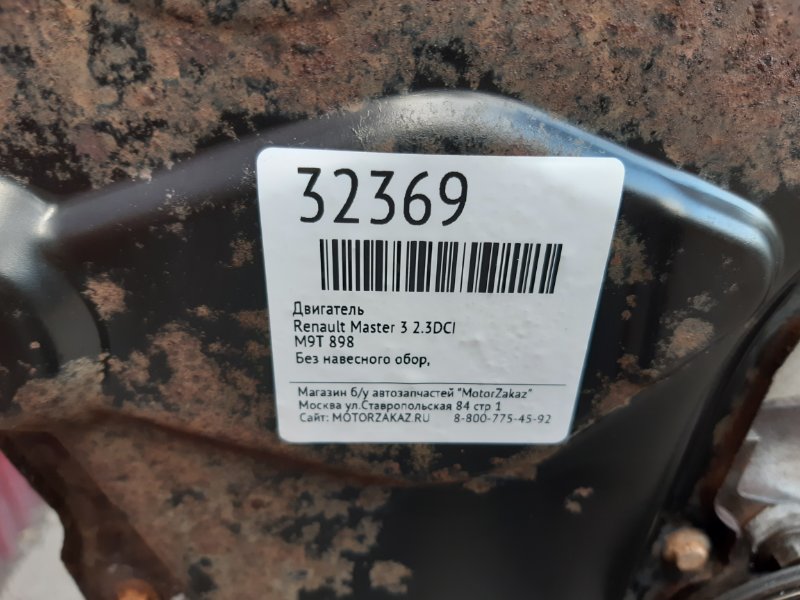 32369
Двигатель
Renault Master 3 2.3DCI
M9T 898
Без навесного обор,
Магазин б/у автозапчастей "MotorZakaz"
Москва ул.Ставропольская 84 стр 1
Сайт: MOTORZAKAZ.RU 8-800-775-45-92